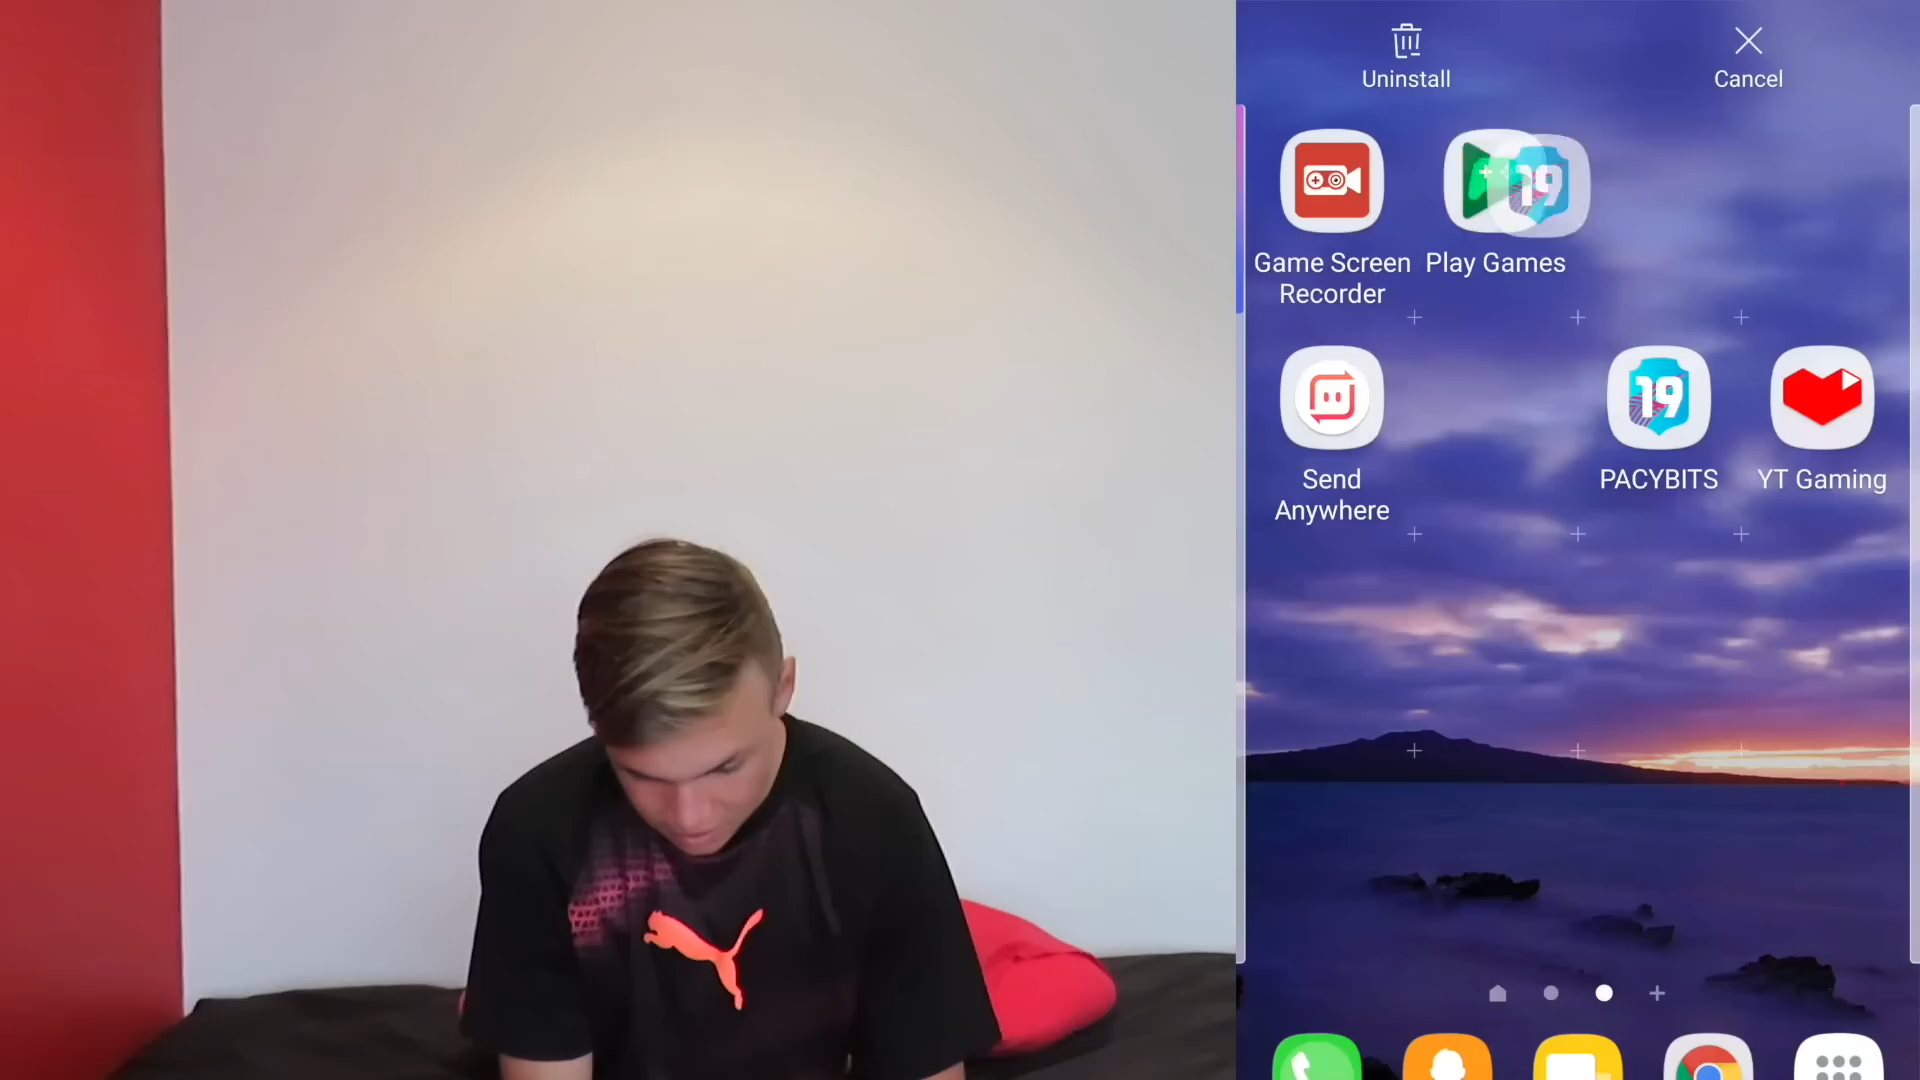 Uninstall
Cancel
19
Game Screen
Recorder
Play Games
19
Send
Anywhere
PACYBITS
YT Gaming